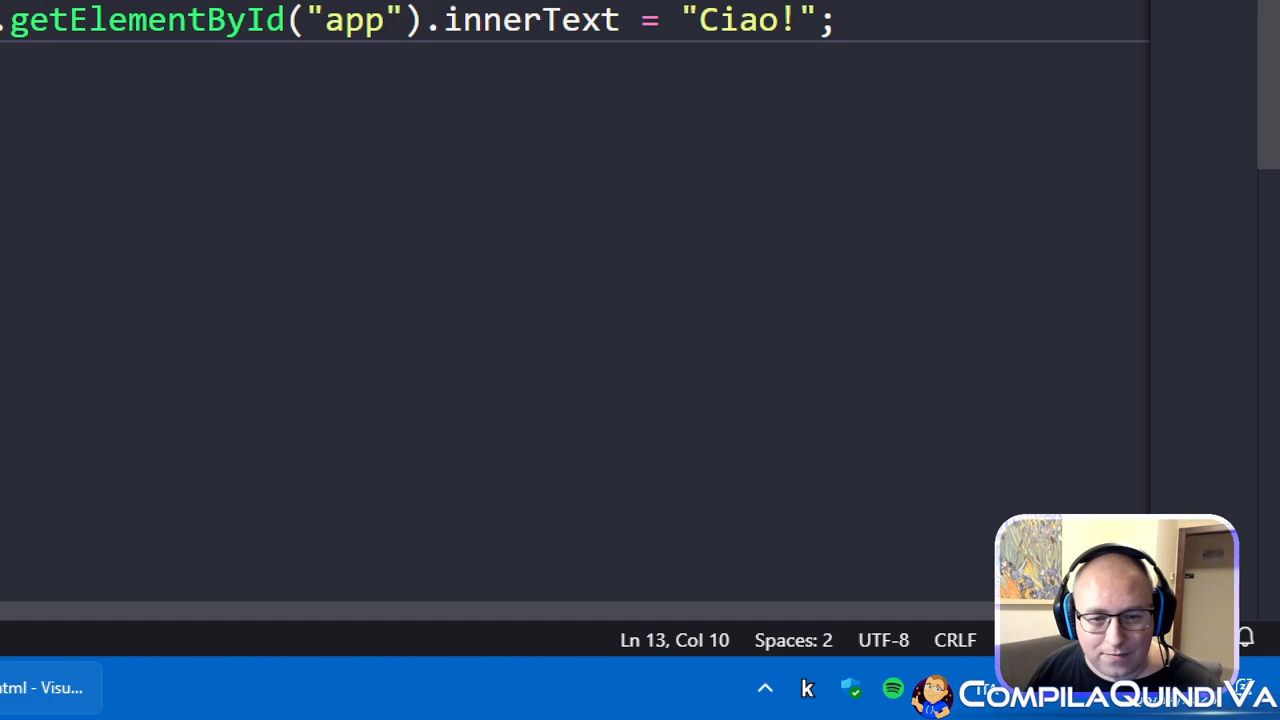 .getElementById("app").innerText = "Ciao!";
Ln 13, Col 10 Spaces: 2 UTF-8 CRLF
html - Visu... k
COMPILAQUINDIVA